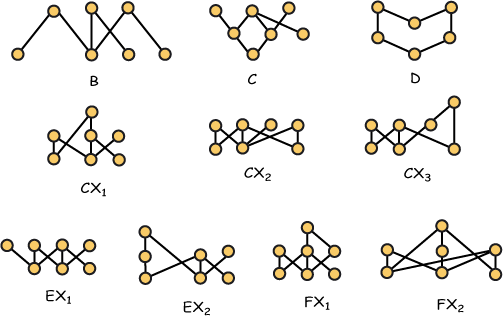 B C D
CX₁ CX₂ CX₃
EX₁ EX₂ FX₁ FX₂